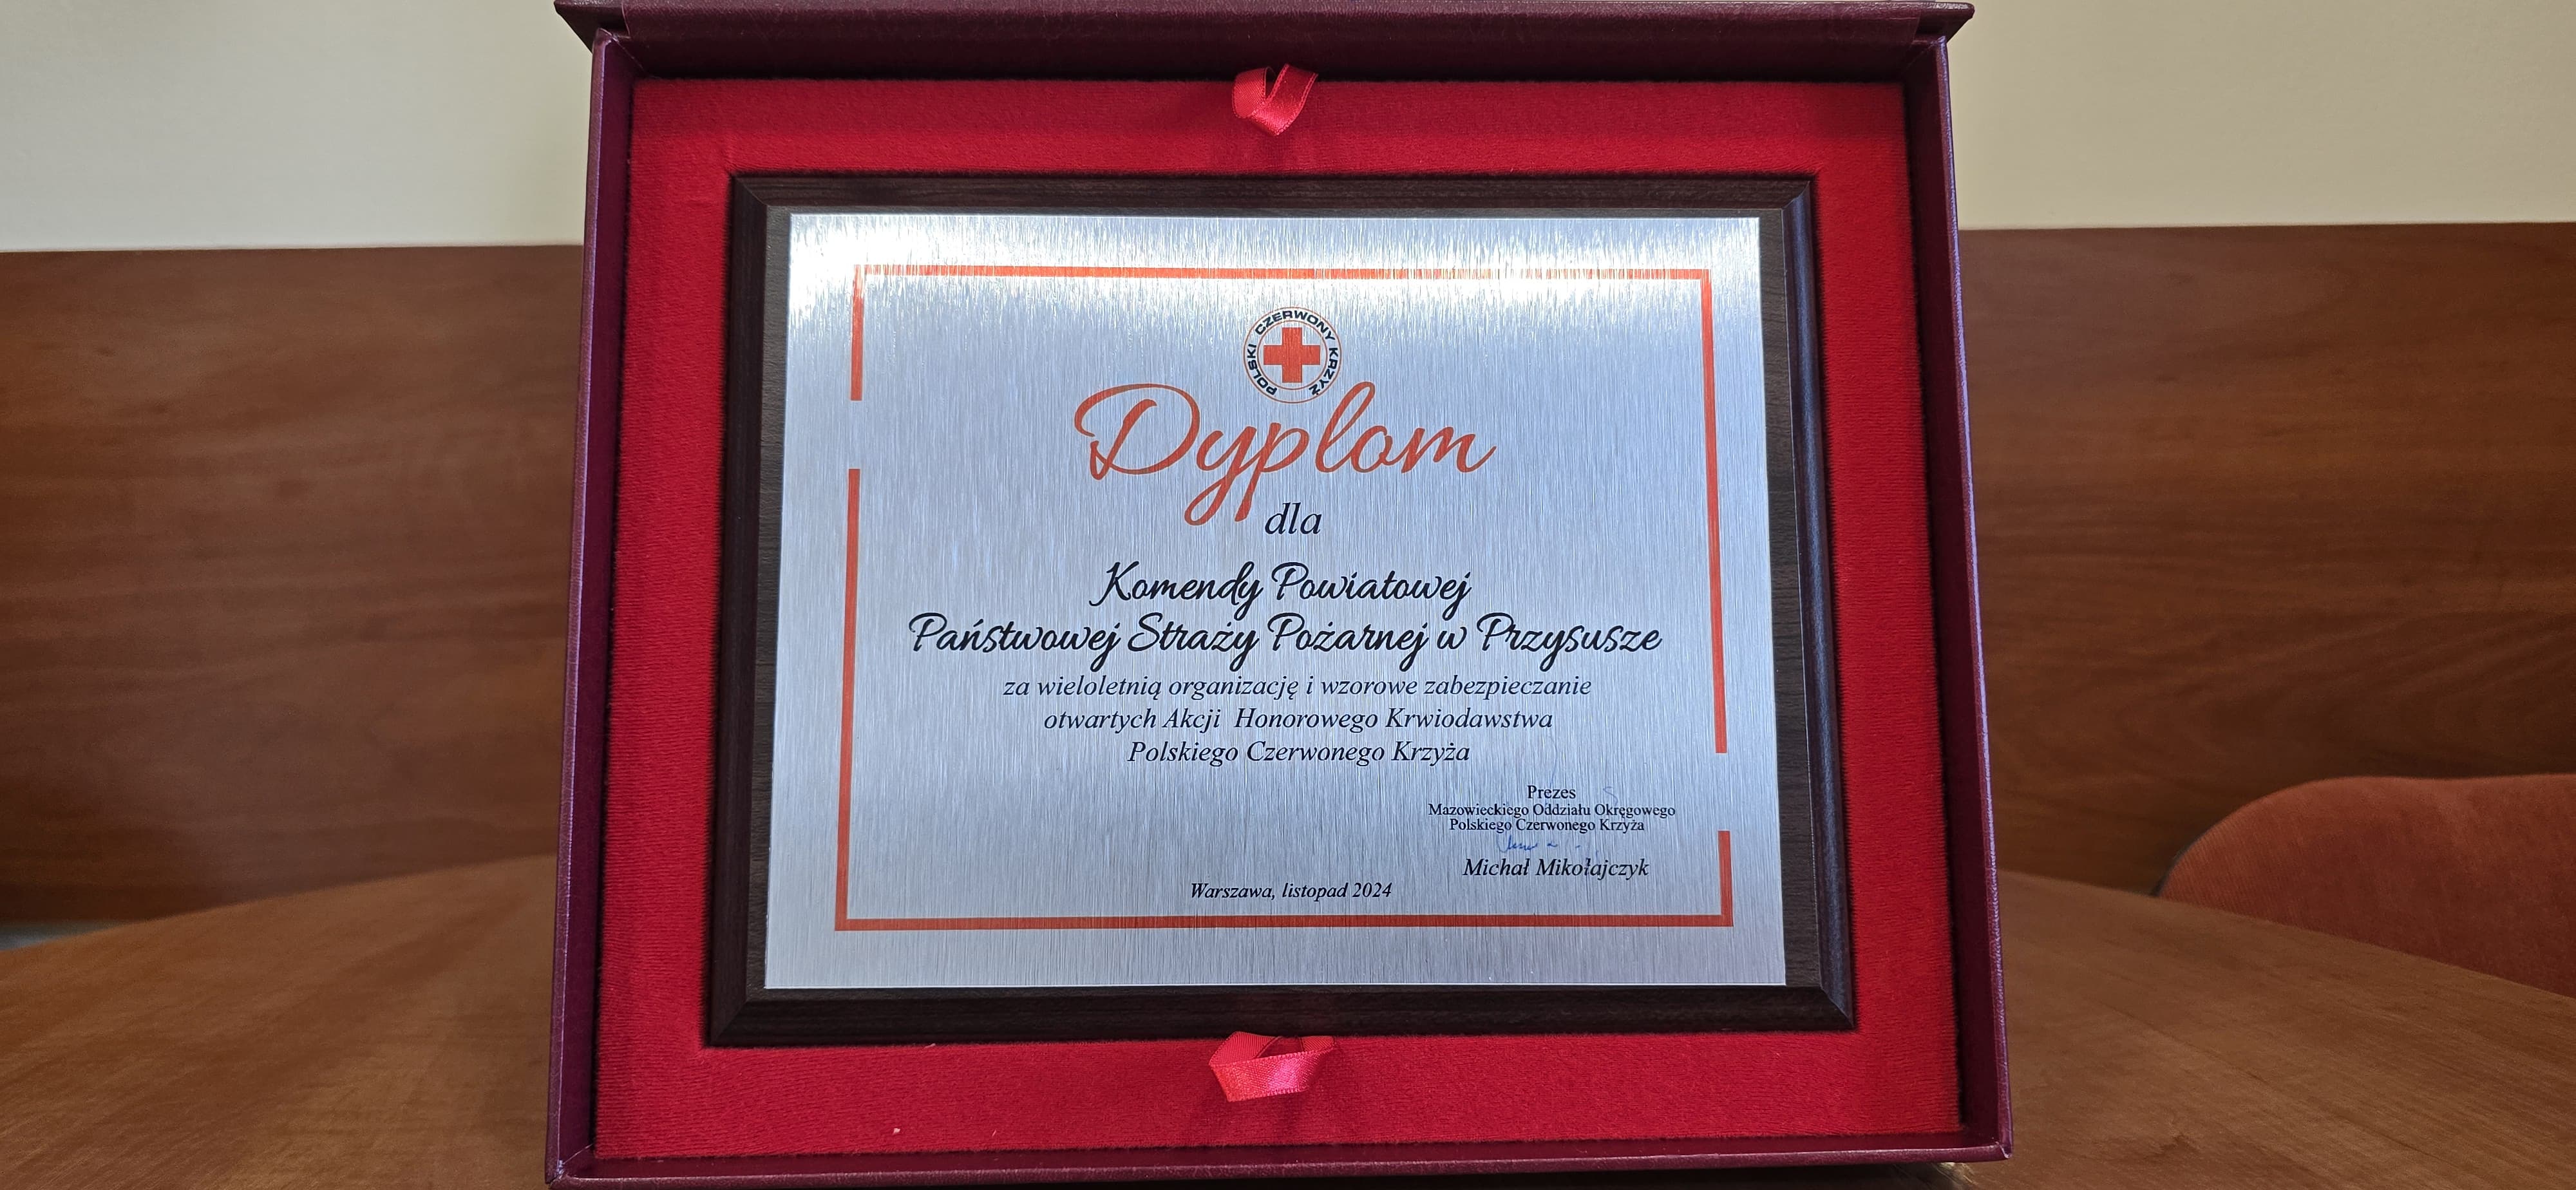 POLSKI CZERWONY KRZYŻ
Dyplom
dla
Komendy Powiatowej
Państwowej Straży Pożarnej w Przysusze
za wieloletnią organizację i wzorowe zabezpieczanie
otwartych Akcji Honorowego Krwiodawstwa
Polskiego Czerwonego Krzyża
Prezes
Mazowieckiego Oddziału Okręgowego
Polskiego Czerwonego Krzyża
Michał Mikołajczyk
Warszawa, listopad 2024